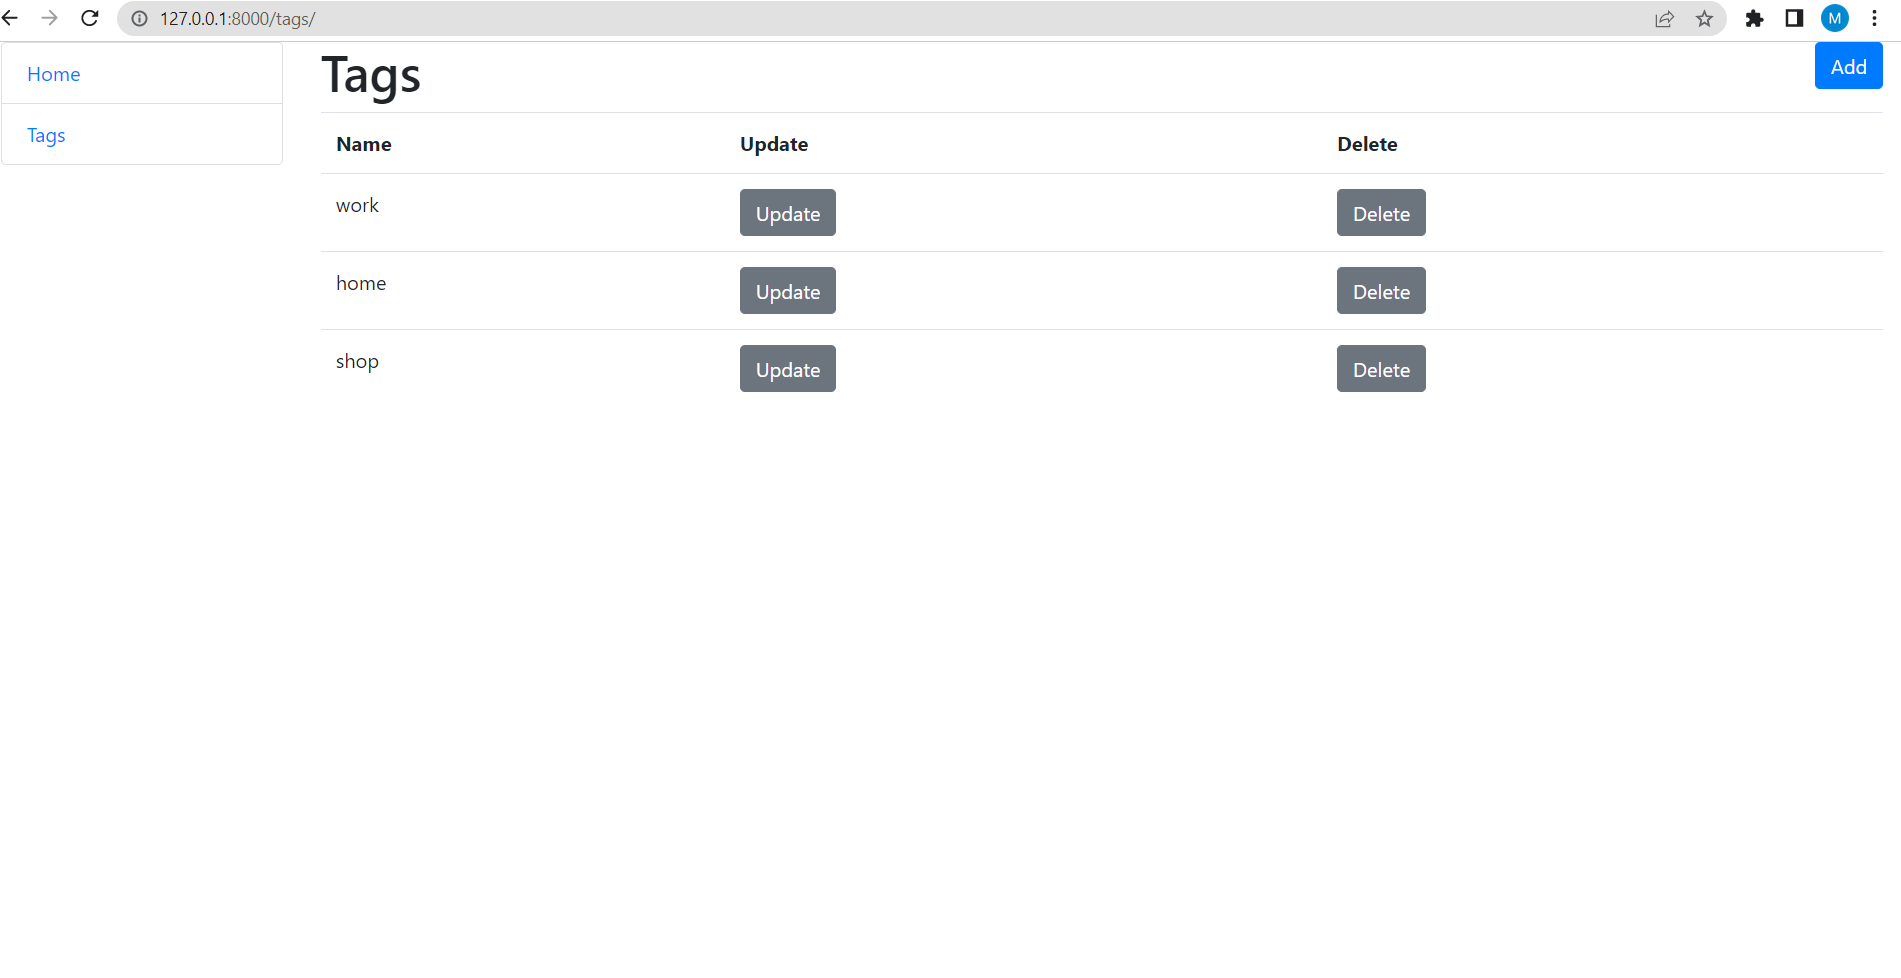 127.0.0.1:8000/tags/
M
Home
Tags
Tags
Add
Name Update Delete
work Update Delete
home Update Delete
shop Update Delete